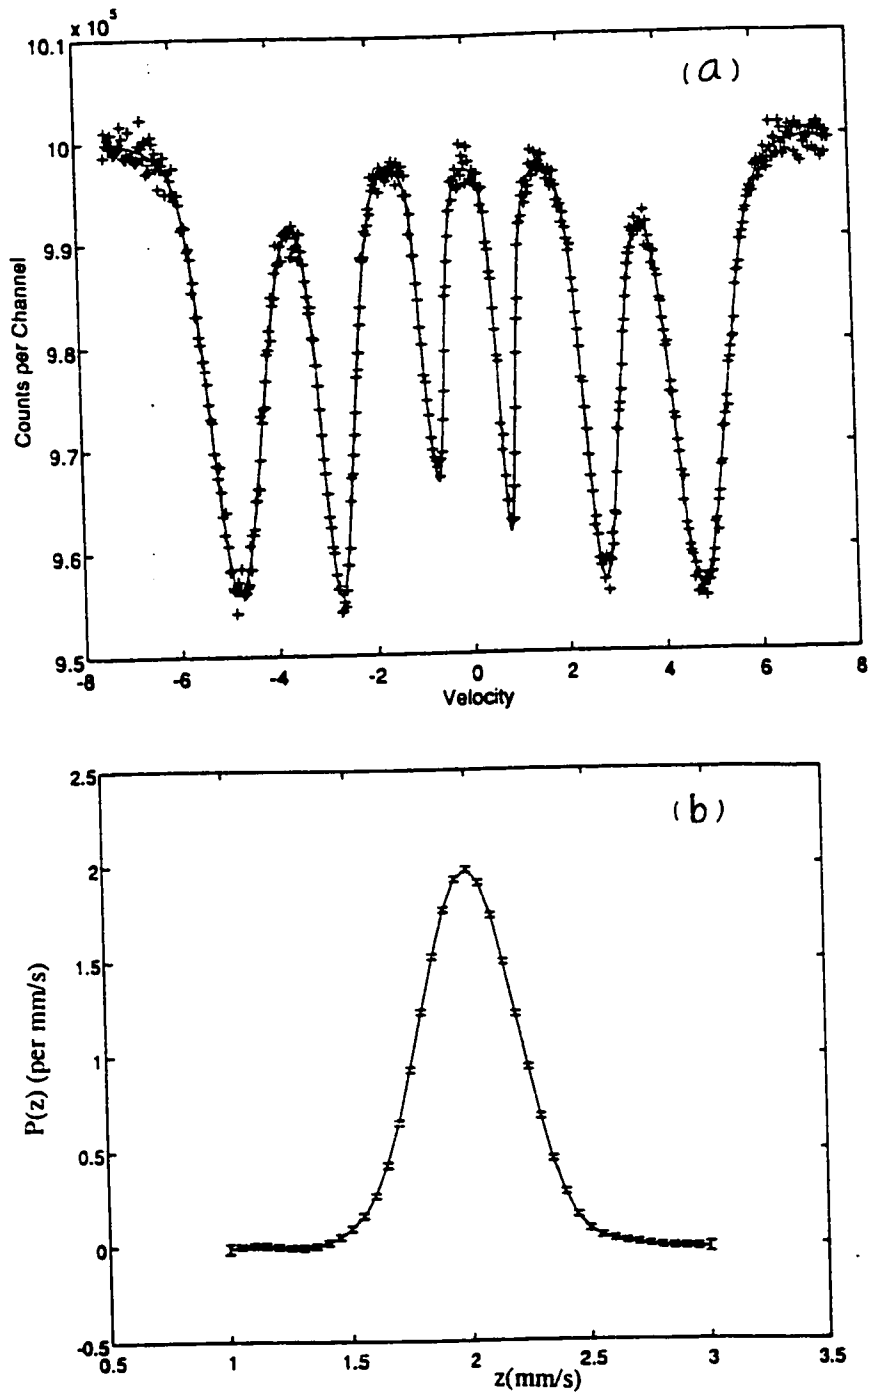 x 10^5
(a)
10.1
10
9.9
9.8
9.7
9.6
9.5
Counts per Channel
-8 -6 -4 -2 0 2 4 6 8
Velocity
(b)
2.5
2
1.5
1
0.5
0
-0.5
P(z) (per mm/s)
0.5 1 1.5 2 2.5 3 3.5
z(mm/s)